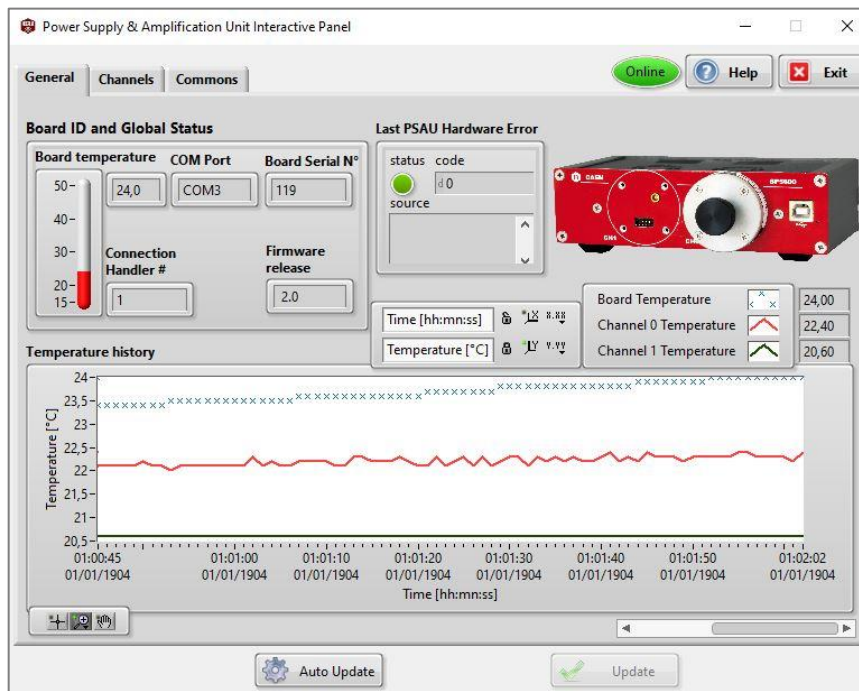 Power Supply & Amplification Unit Interactive Panel
General Channels Commons
Online Help Exit
Board ID and Global Status
Board temperature COM Port Board Serial N°
24,0 COM3 119
50
40
30
20
15
Connection
Handler #
1
Firmware
release
2.0
Last PSAU Hardware Error
status code
d 0
source
CAEN
CH1
Time [hh:mn:ss]
Temperature [°C]
Board Temperature 24,00
Channel 0 Temperature 22,40
Channel 1 Temperature 20,60
Temperature history
Temperature [°C]
24
23,5
23
22,5
22
21,5
21
20,5
01:00:45 01:01:00 01:01:10 01:01:20 01:01:30 01:01:40 01:01:50 01:02:02
01/01/1904 01/01/1904 01/01/1904 01/01/1904 01/01/1904 01/01/1904 01/01/1904 01/01/1904
Time [hh:mn:ss]
Auto Update Update